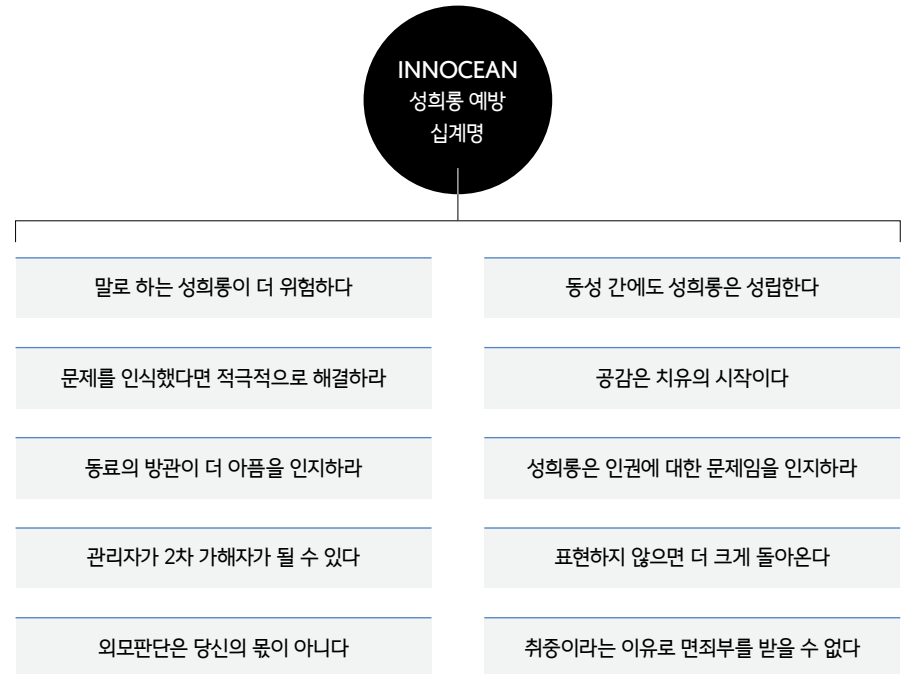 INNOCEAN
성희롱 예방
십계명
말로 하는 성희롱이 더 위험하다
문제를 인식했다면 적극적으로 해결하라
동료의 방관이 더 아픔을 인지하라
관리자가 2차 가해자가 될 수 있다
외모판단은 당신의 몫이 아니다
동성 간에도 성희롱은 성립한다
공감은 치유의 시작이다
성희롱은 인권에 대한 문제임을 인지하라
표현하지 않으면 더 크게 돌아온다
취중이라는 이유로 면죄부를 받을 수 없다